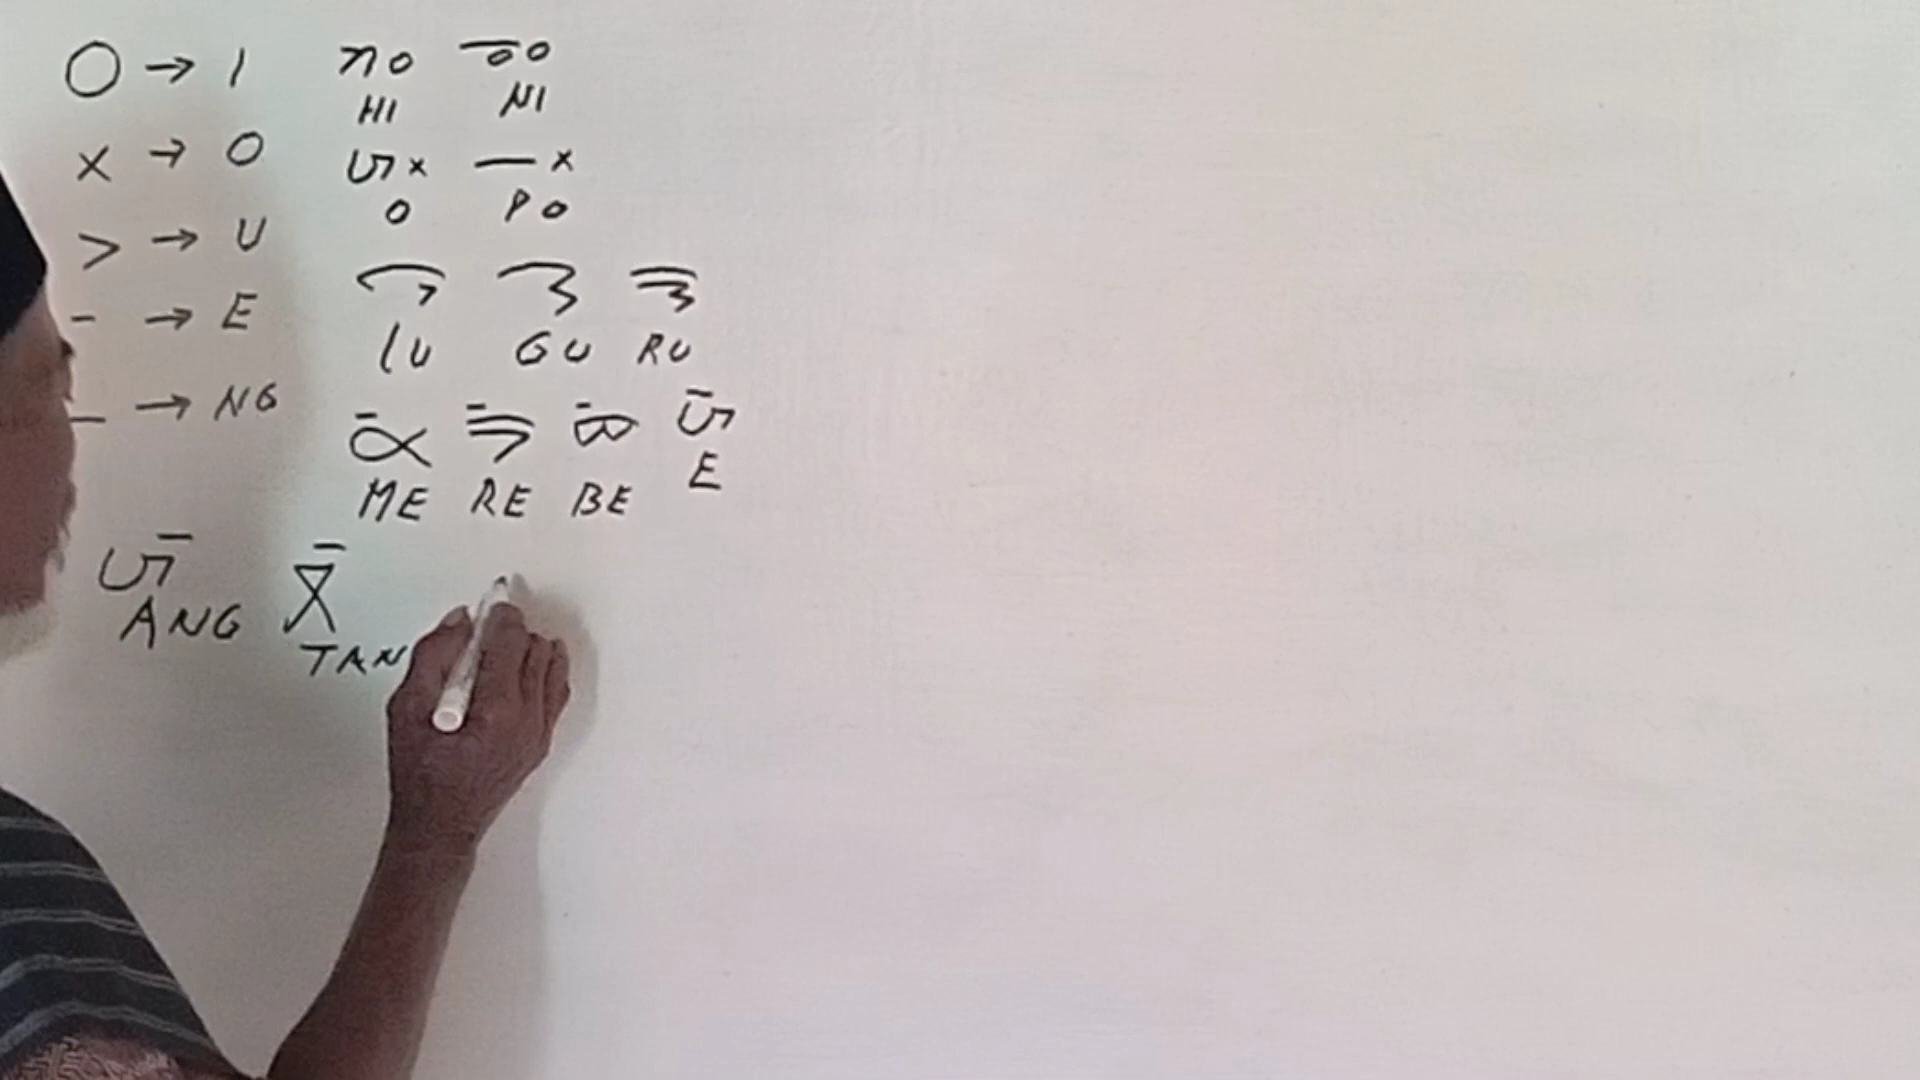 O → I
ᯂᯪ ᯉᯪ
HI NI
× → O
ᯀᯬ ᯇᯬ
O PO
> → U
ᯞᯮ ᯎᯮ ᯒᯮ
LU GU RU
- → E
ᯔᯩ ᯒᯩ ᯅᯩ ᯀᯩ
ME RE BE E
_ → NG
ᯀᯰ ᯖᯰ
ANG TAN